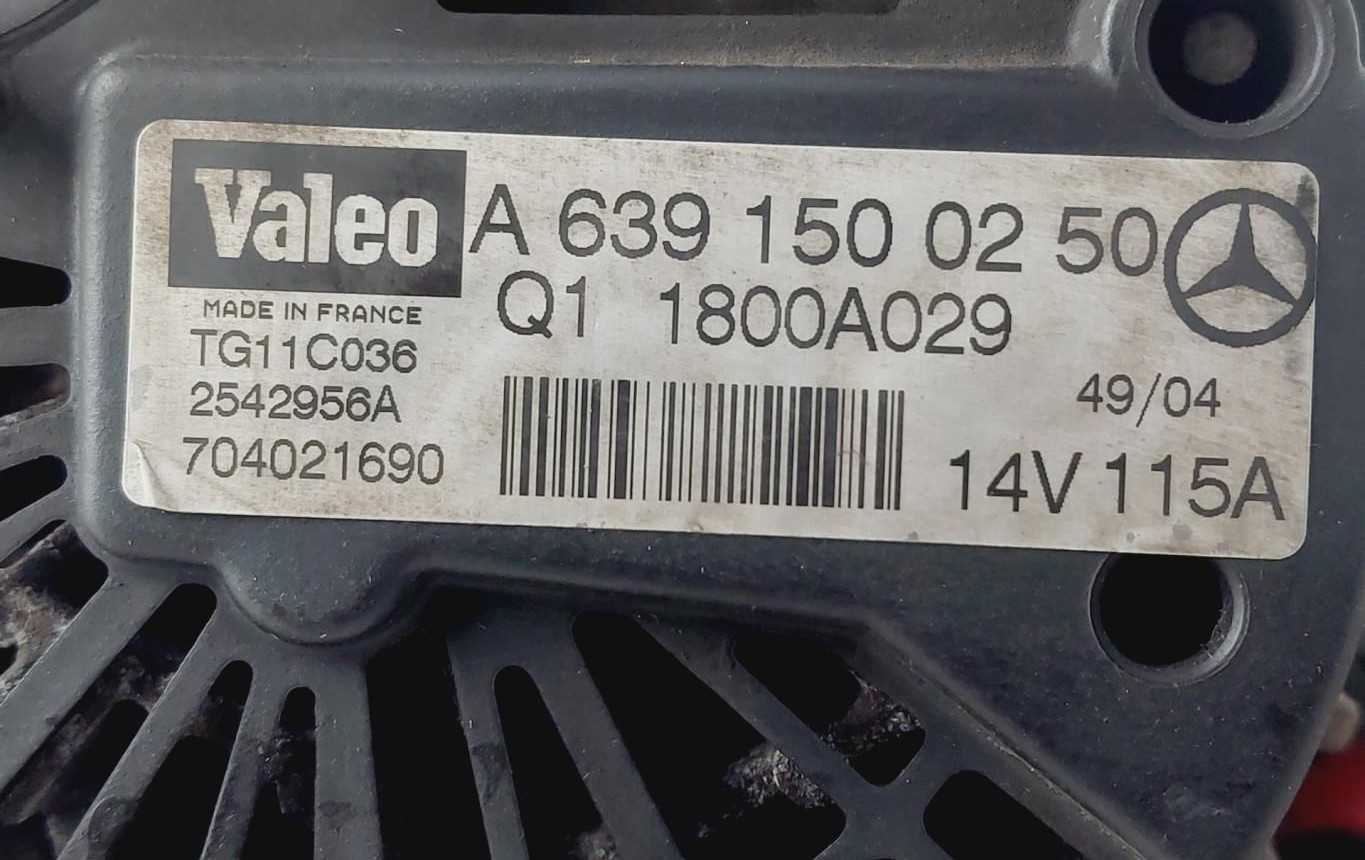 Valeo
MADE IN FRANCE
TG11C036
2542956A
704021690
A 639 150 02 50
Q1 1800A029
49/04
14V 115A